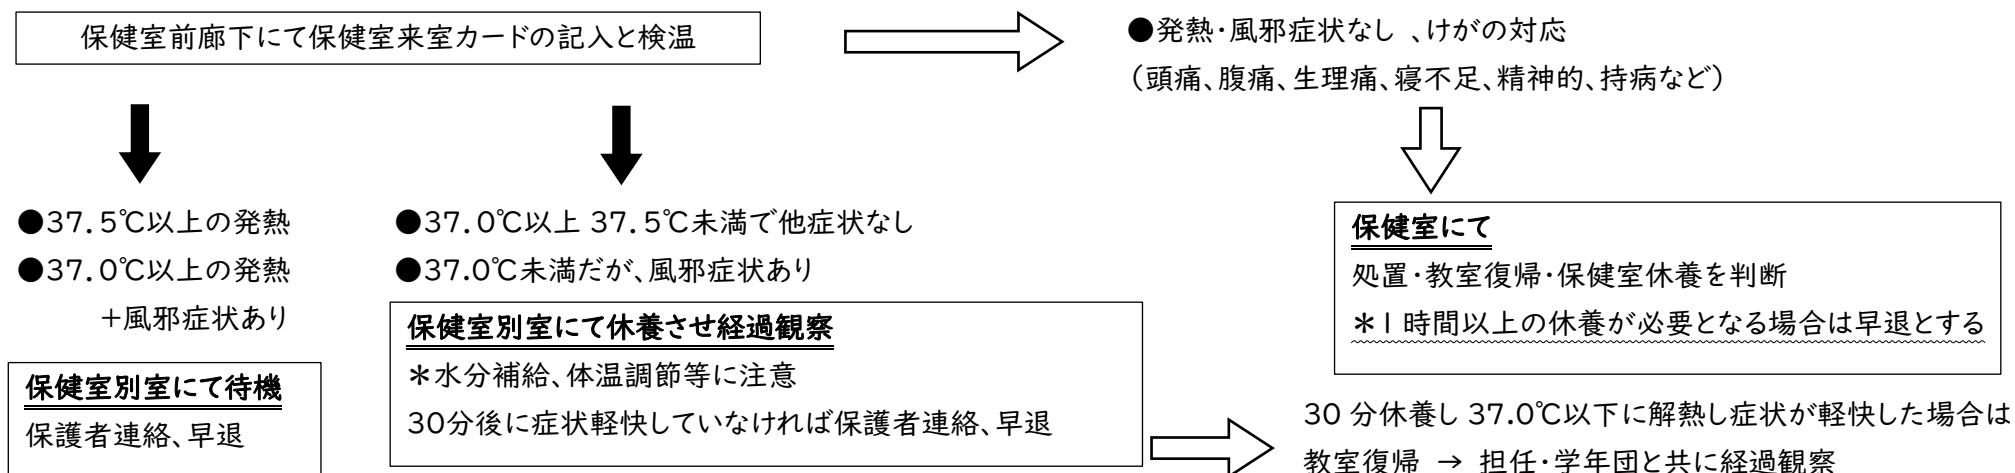 保健室前廊下にて保健室来室カードの記入と検温
●発熱・風邪症状なし 、けがの対応
(頭痛、腹痛、生理痛、寝不足、精神的、持病など)
●37.5℃以上の発熱
●37.0℃以上の発熱
+風邪症状あり
保健室別室にて待機
保護者連絡、早退
●37.0℃以上 37.5℃未満で他症状なし
●37.0℃未満だが、風邪症状あり
保健室別室にて休養させ経過観察
*水分補給、体温調節等に注意
30分後に症状軽快していなければ保護者連絡、早退
保健室にて
処置・教室復帰・保健室休養を判断
*1時間以上の休養が必要となる場合は早退とする
30 分休養し 37.0℃以下に解熱し症状が軽快した場合は
教室復帰 → 担任・学年団と共に経過観察